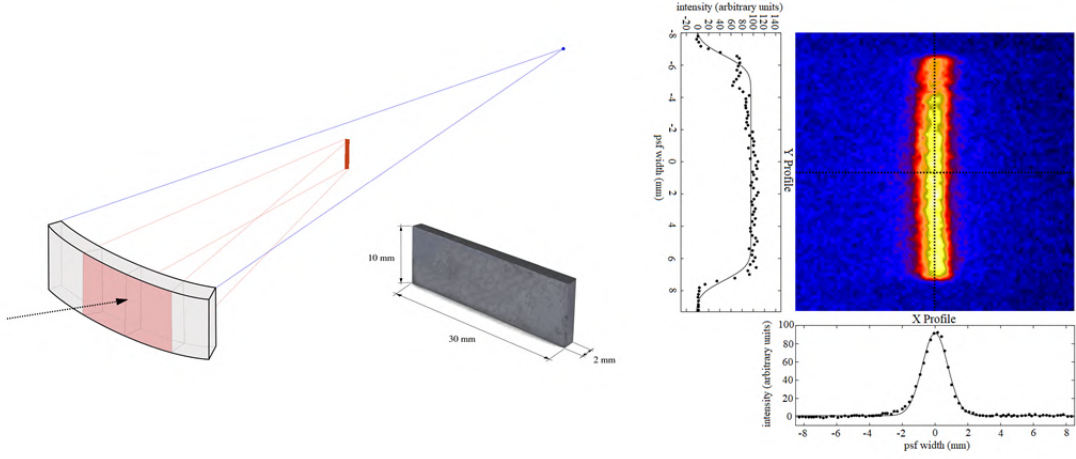 10 mm
30 mm
2 mm
intensity (arbitrary units)
-20 0 20 40 60 80 100 140
-8
-6
-4
-2
0
2
4
6
8
psf width (mm)
Y Profile
X Profile
intensity (arbitrary units)
100
80
60
40
20
0
-8 -6 -4 -2 0 2 4 6 8
psf width (mm)